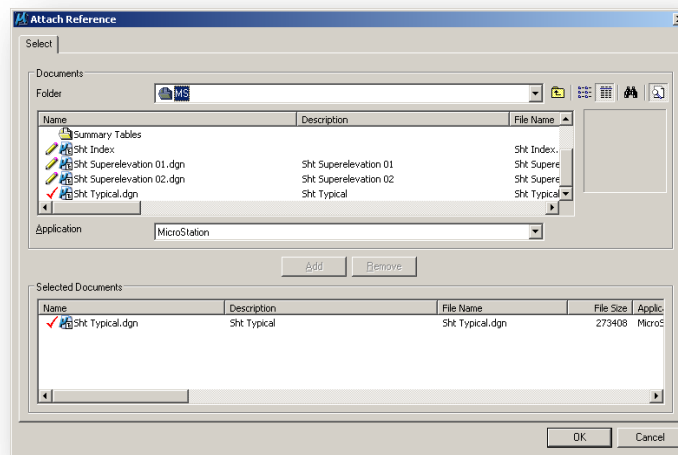 Attach Reference
Select
Documents
Folder MS
Name Description File Name
Summary Tables
Sht Index Sht Index.
Sht Superelevation 01.dgn Sht Superelevation 01 Sht Supere
Sht Superelevation 02.dgn Sht Superelevation 02 Sht Supere
Sht Typical.dgn Sht Typical Sht Typical
Application MicroStation
Add Remove
Selected Documents
Name Description File Name File Size Applic
Sht Typical.dgn Sht Typical Sht Typical.dgn 273408 MicroS
OK Cancel